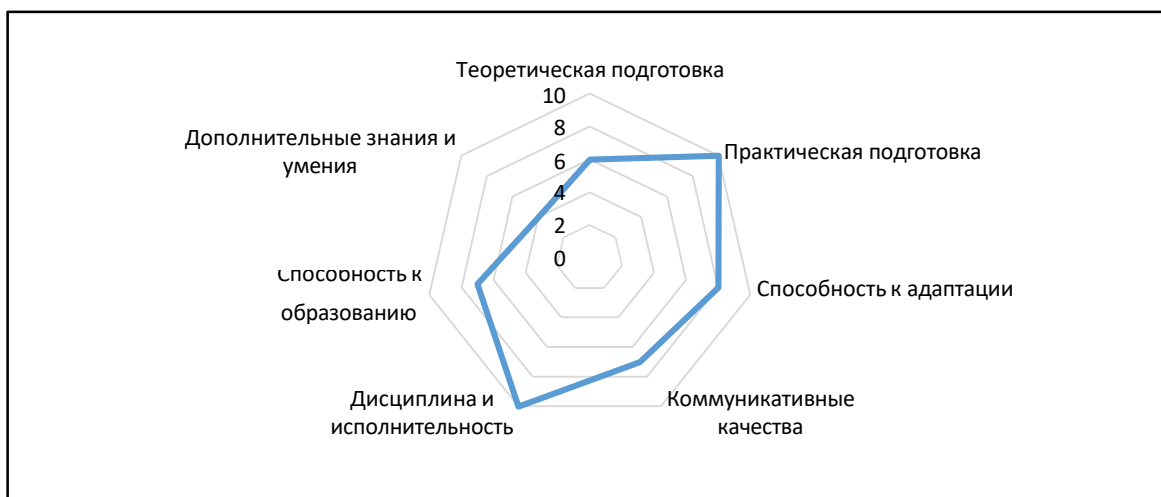 Теоретическая подготовка
10
8
6
4
2
0
Практическая подготовка
Способность к адаптации
Коммуникативные
качества
Дисциплина и
исполнительность
Способность к
образованию
Дополнительные знания и
умения